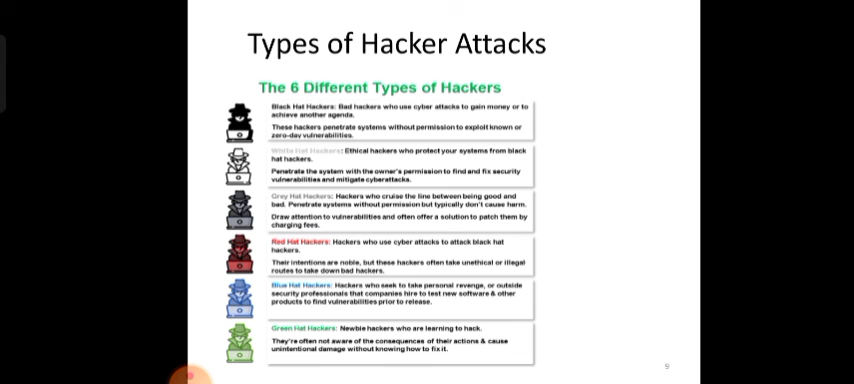 Types of Hacker Attacks
The 6 Different Types of Hackers
Black Hat Hackers: Bad hackers who use cyber attacks to gain money or to
achieve another agenda.
These hackers penetrate systems without permission to exploit known or
zero-day vulnerabilities.
White Hat Hackers: Ethical hackers who protect your systems from black
hat hackers.
Penetrate the system with the owner's permission to find and fix security
vulnerabilities and mitigate cyberattacks.
Grey Hat Hackers: Hackers who cruise the line between being good and
bad. Penetrate systems without permission but typically don't cause harm.
Draw attention to vulnerabilities and often offer a solution to patch them by
charging fees.
Red Hat Hackers: Hackers who use cyber attacks to attack black hat
hackers.
Their intentions are noble, but these hackers often take unethical or illegal
routes to take down bad hackers.
Blue Hat Hackers: Hackers who seek to take personal revenge, or outside
security professionals that companies hire to test new software & other
products to find vulnerabilities prior to release.
Green Hat Hackers: Newbie hackers who are learning to hack.
They're often not aware of the consequences of their actions & cause
unintentional damage without knowing how to fix it.
9